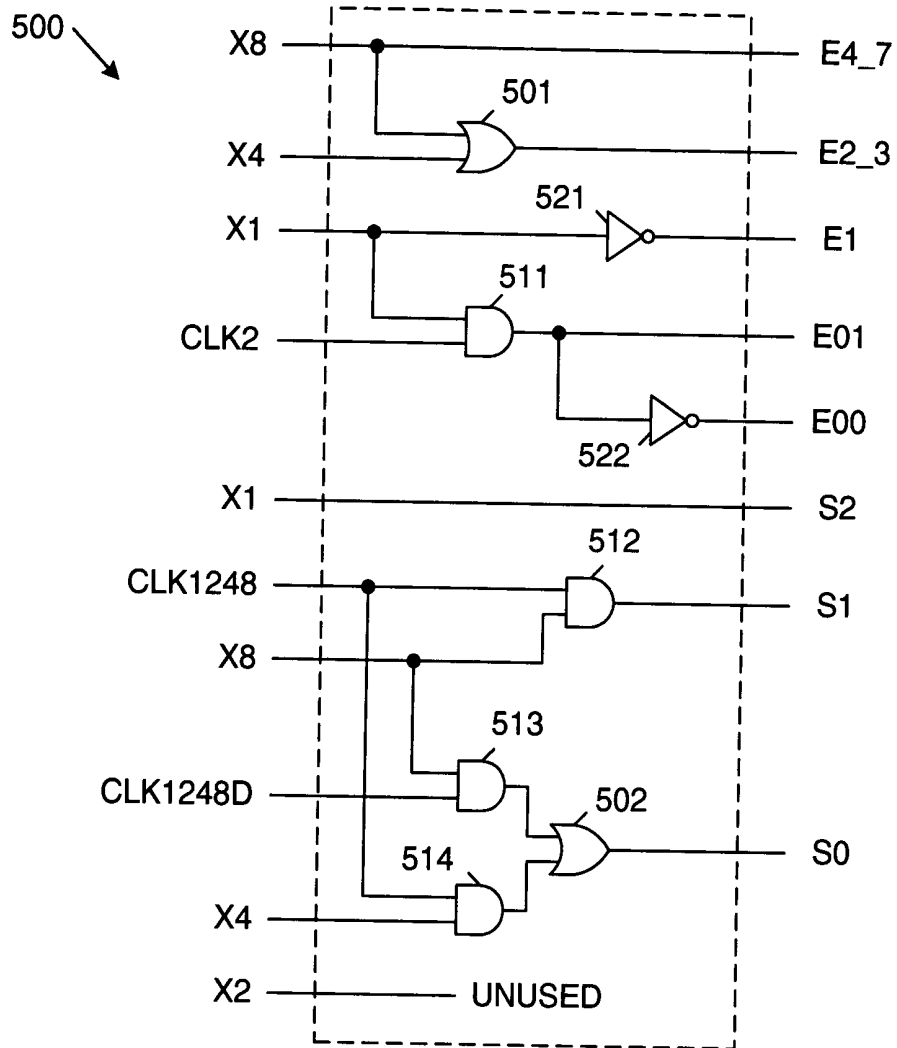 500
X8
E4_7
501
X4
E2_3
521
X1
E1
511
CLK2
E01
E00
522
X1
S2
512
CLK1248
S1
X8
513
CLK1248D
502
514
S0
X4
X2
UNUSED